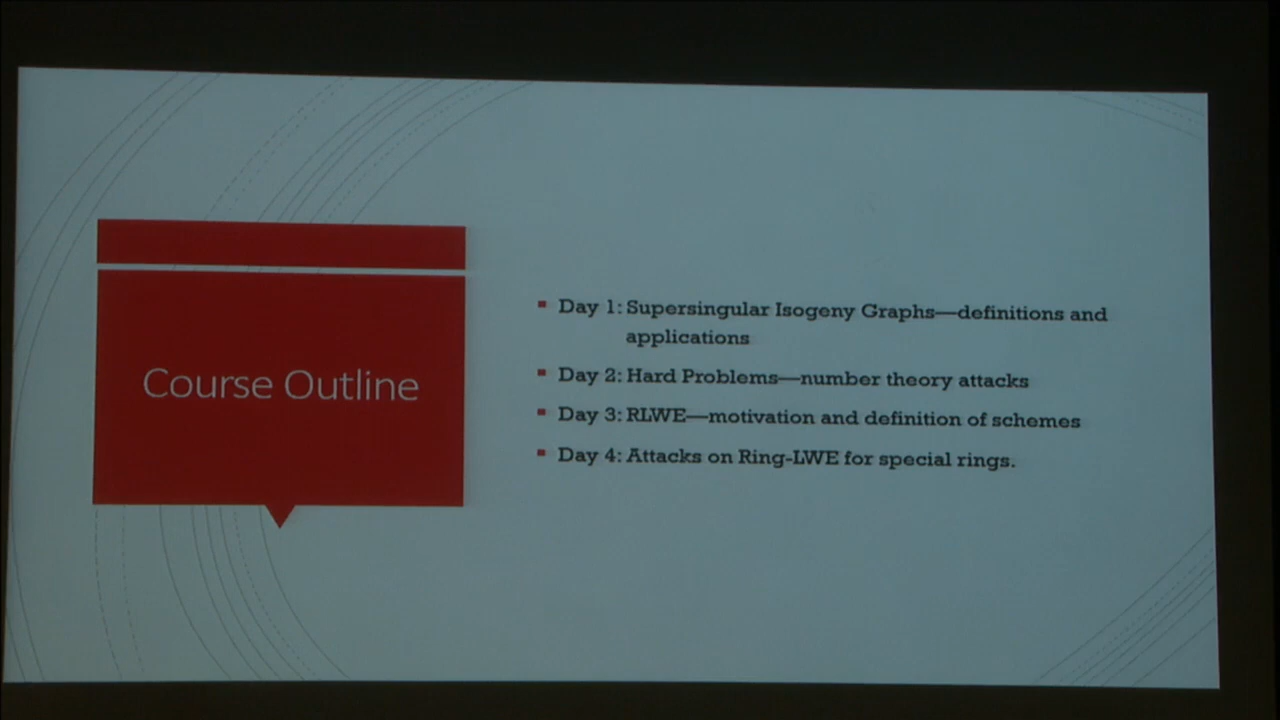 Course Outline
Day 1: Supersingular Isogeny Graphs—definitions and
applications
Day 2: Hard Problems—number theory attacks
Day 3: RLWE—motivation and definition of schemes
Day 4: Attacks on Ring-LWE for special rings.